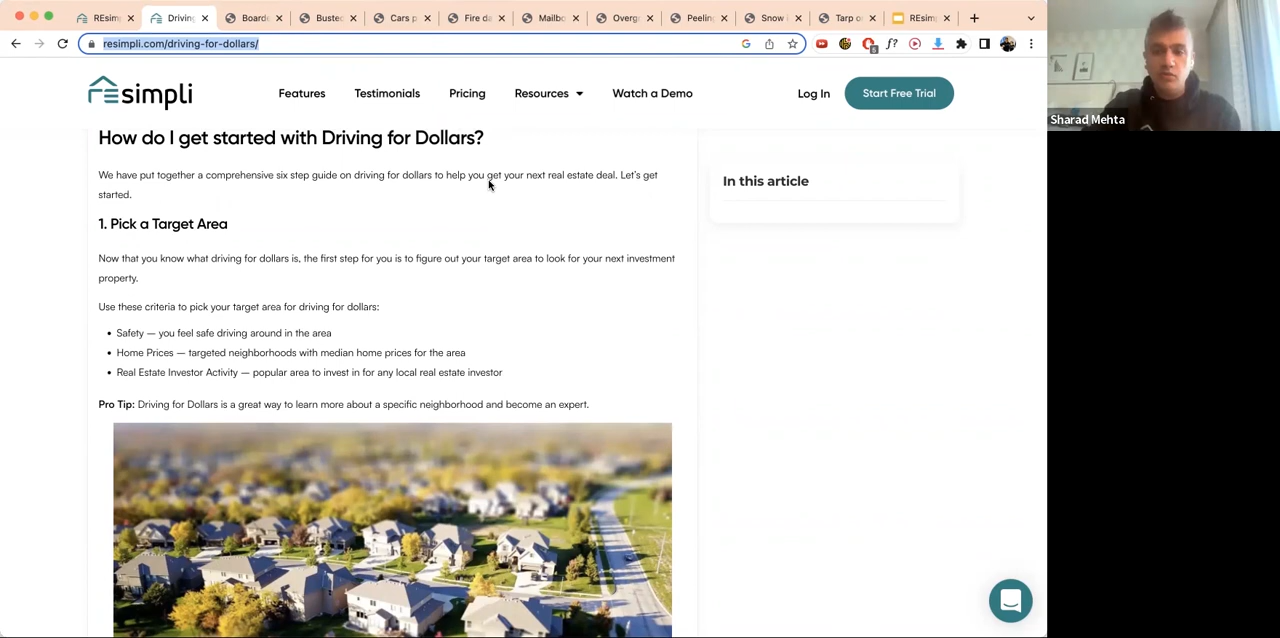 REsim
Driving
Boarde
Busted
Cars p
Fire da
Mailbo
Overgr
Peeling
Snow
Tarp o
REsim
resimpli.com/driving-for-dollars/
REsimpli
Features
Testimonials
Pricing
Resources
Watch a Demo
Log In
Start Free Trial
Sharad Mehta
How do I get started with Driving for Dollars?
We have put together a comprehensive six step guide on driving for dollars to help you get your next real estate deal. Let's get
started.
1. Pick a Target Area
Now that you know what driving for dollars is, the first step for you is to figure out your target area to look for your next investment
property.
Use these criteria to pick your target area for driving for dollars:
• Safety – you feel safe driving around in the area
• Home Prices – targeted neighborhoods with median home prices for the area
• Real Estate Investor Activity – popular area to invest in for any local real estate investor
Pro Tip: Driving for Dollars is a great way to learn more about a specific neighborhood and become an expert.
In this article